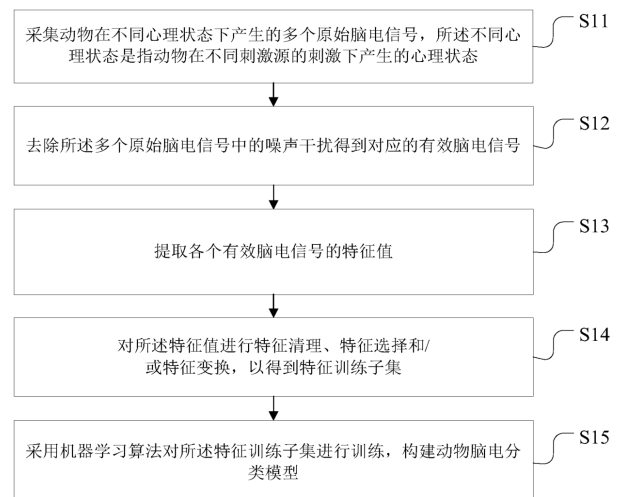 采集动物在不同心理状态下产生的多个原始脑电信号，所述不同心
理状态是指动物在不同刺激源的刺激下产生的心理状态
S11
去除所述多个原始脑电信号中的噪声干扰得到对应的有效脑电信号
S12
提取各个有效脑电信号的特征值
S13
对所述特征值进行特征清理、特征选择和/
或特征变换，以得到特征训练子集
S14
采用机器学习算法对所述特征训练子集进行训练，构建动物脑电分
类模型
S15